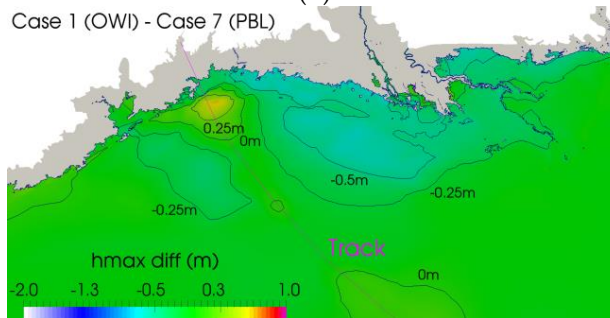 Case 1 (OWI) - Case 7 (PBL)
0.25m
0m
-0.5m
-0.25m
-0.25m
Track
hmax diff (m)
0m
-2.0 -1.3 -0.5 0.3 1.0